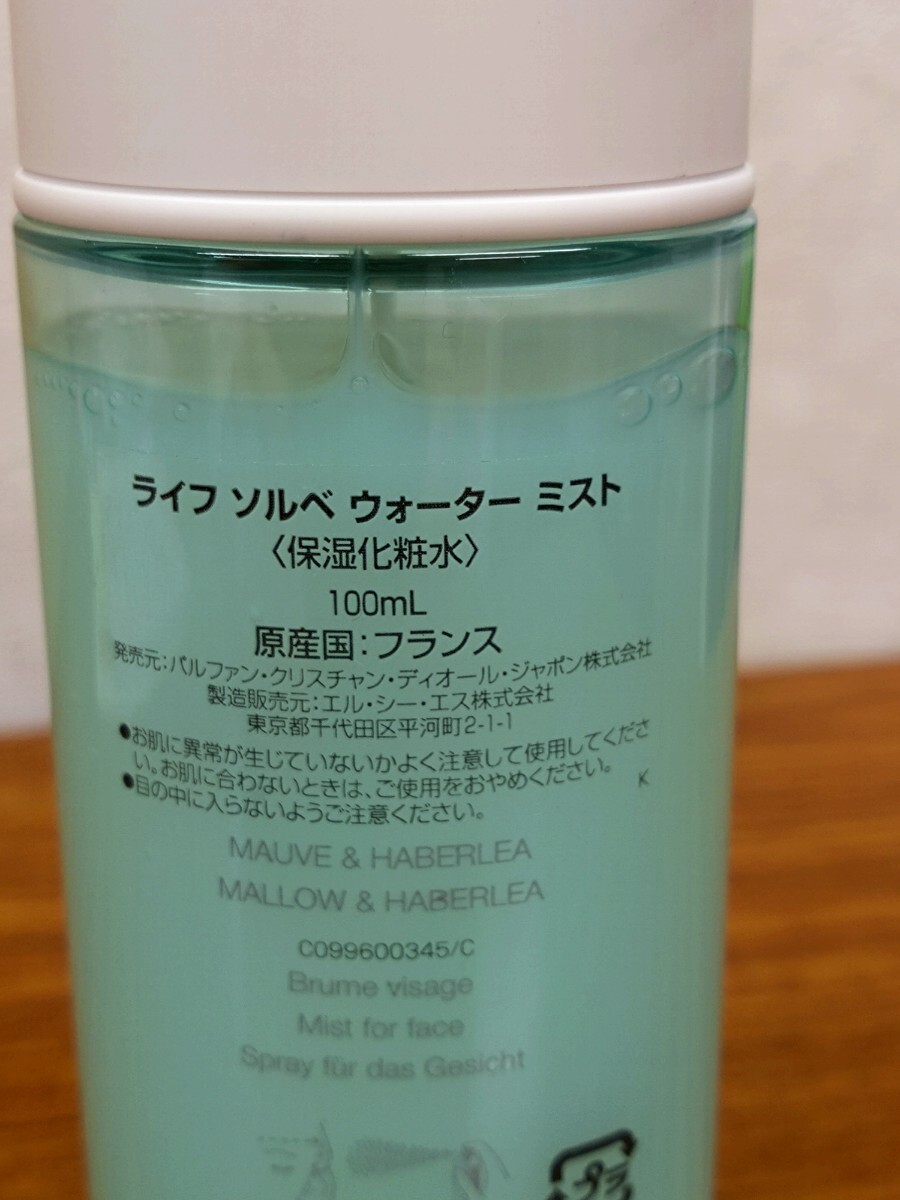 ライフ ソルベ ウォーター ミスト
〈保湿化粧水〉
100mL
原産国：フランス
発売元：パルファン・クリスチャン・ディオール・ジャポン株式会社
製造販売元：エル・シー・エス株式会社
東京都千代田区平河町2-1-1
●お肌に異常が生じていないかよく注意して使用してくださ
い。お肌に合わないときは、ご使用をおやめください。
●目の中に入らないようご注意ください。
K
MAUVE & HABERLEA
MALLOW & HABERLEA
C099600345/C
Brume visage
Mist for face
Spray für das Gesicht
プラ